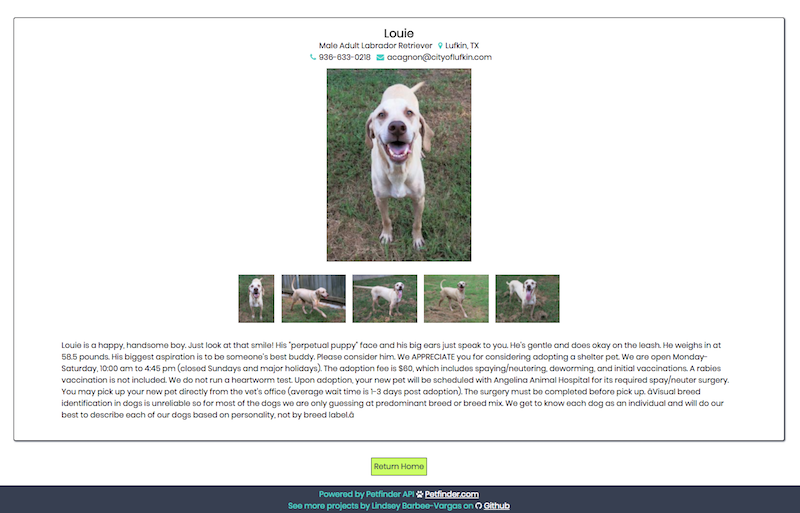 Louie
Male Adult Labrador Retriever Lufkin, TX
936-633-0218 acagnon@cityoflufkin.com
Louie is a happy, handsome boy. Just look at that smile! His "perpetual puppy" face and his big ears just speak to you. He's gentle and does okay on the leash. He weighs in at
58.5 pounds. His biggest aspiration is to be someone's best buddy. Please consider him. We APPRECIATE you for considering adopting a shelter pet. We are open Monday-
Saturday, 10:00 am to 4:45 pm (closed Sundays and major holidays). The adoption fee is $60, which includes spaying/neutering, deworming, and initial vaccinations. A rabies
vaccination is not included. We do not run a heartworm test. Upon adoption, your new pet will be scheduled with Angelina Animal Hospital for its required spay/neuter surgery.
You may pick up your new pet directly from the vet's office (average wait time is 1-3 days post adoption). The surgery must be completed before pick up. âVisual breed
identification in dogs is unreliable so for most of the dogs we are only guessing at predominant breed or breed mix. We get to know each dog as an individual and will do our
best to describe each of our dogs based on personality, not by breed label.â
Return Home
Powered by Petfinder API Petfinder.com
See more projects by Lindsey Barbee-Vargas on Github